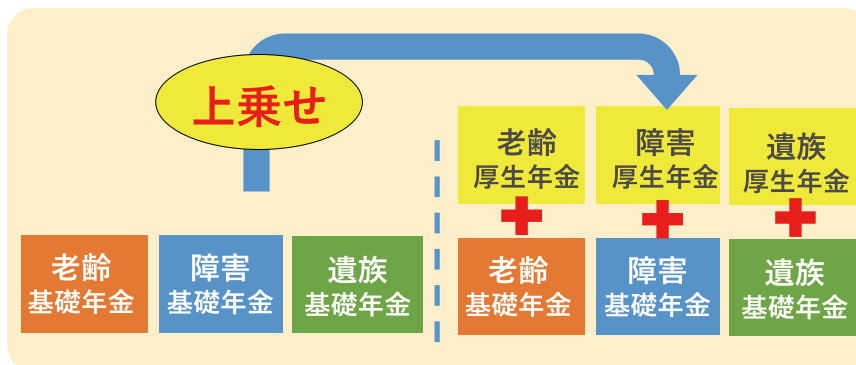 上乗せ
老齢
基礎年金
障害
基礎年金
遺族
基礎年金
老齢
厚生年金
障害
厚生年金
遺族
厚生年金
老齢
基礎年金
障害
基礎年金
遺族
基礎年金